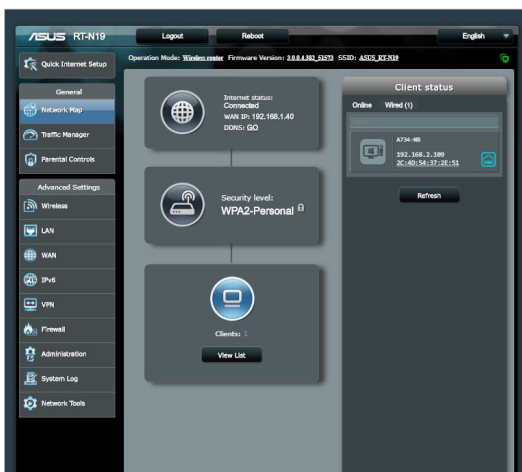 ASUS RT-N19
Logout
Reboot
English
Quick Internet Setup
Operation Mode: Wireless router Firmware Version: 3.0.0.4.382_51573 SSID: ASUS_RT-N19
General
Network Map
Traffic Manager
Parental Controls
Advanced Settings
Wireless
LAN
WAN
IPv6
VPN
Firewall
Administration
System Log
Network Tools
Internet status:
Connected
WAN IP: 192.168.1.40
DDNS: GO
Security level:
WPA2-Personal
Clients: 1
View List
Client status
Online Wired (1)
A734-NB
192.168.2.109
2C:4D:54:37:2E:51
Refresh